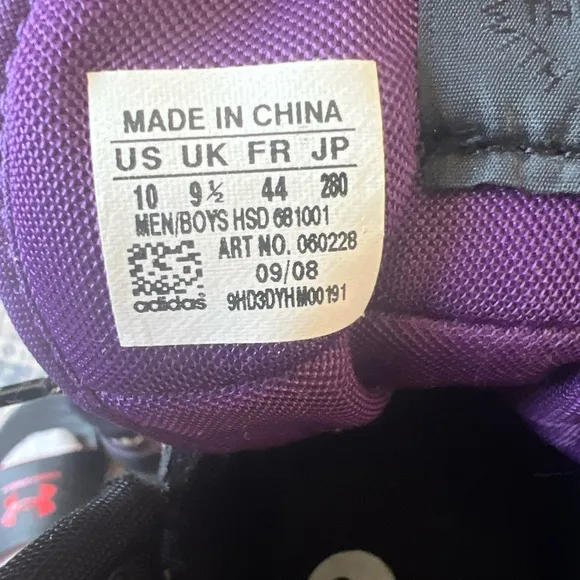 MADE IN CHINA
US UK FR JP
10 9½ 44 280
MEN/BOYS HSD 681001
ART NO. 060228
09/08
adidas 9HD3DYHM00191